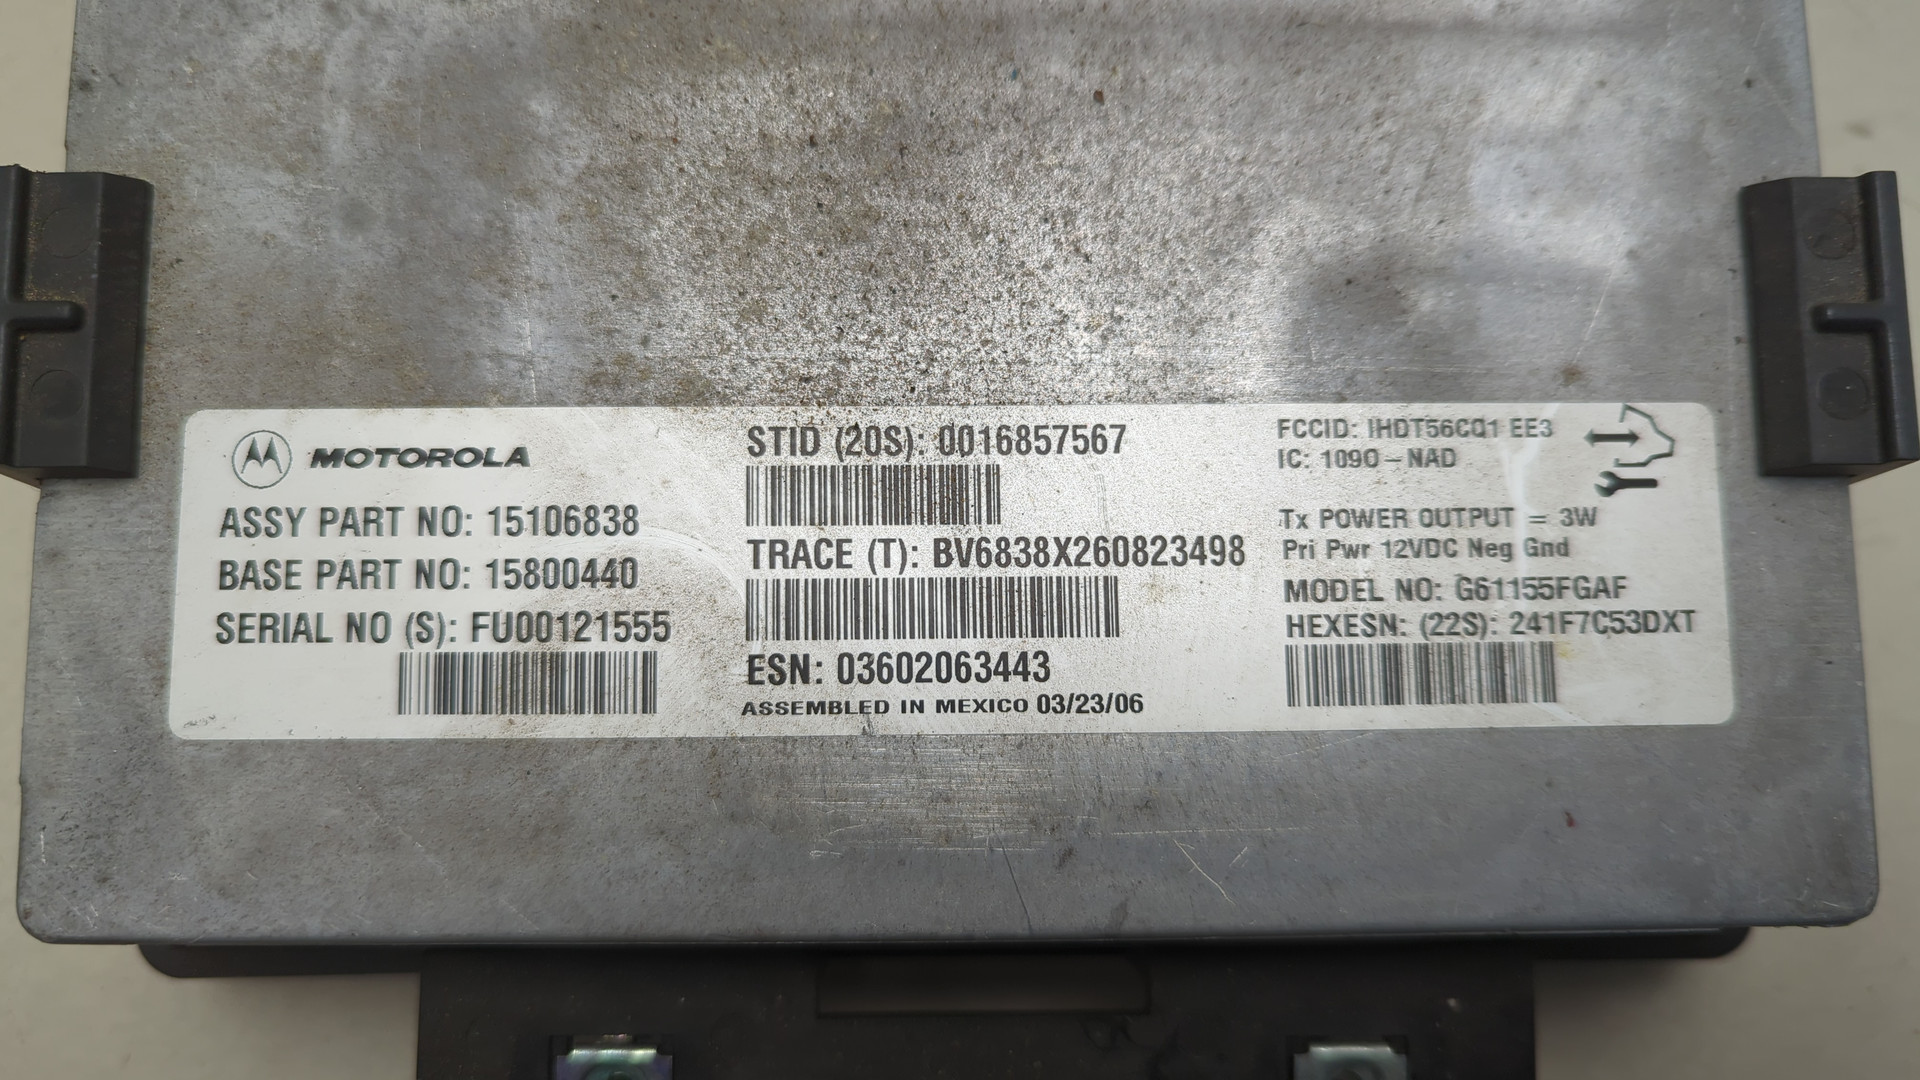 MOTOROLA
ASSY PART NO: 15106838
BASE PART NO: 15800440
SERIAL NO (S): FU00121555
STID (20S): 0016857567
TRACE (T): BV6838X260823498
ESN: 03602063443
ASSEMBLED IN MEXICO 03/23/06
FCCID: IHDT56CQ1 EE3
IC: 1090-NAD
Tx POWER OUTPUT = 3W
Pri Pwr 12VDC Neg Gnd
MODEL NO: G61155FGAF
HEXESN: (22S): 241F7C53DXT